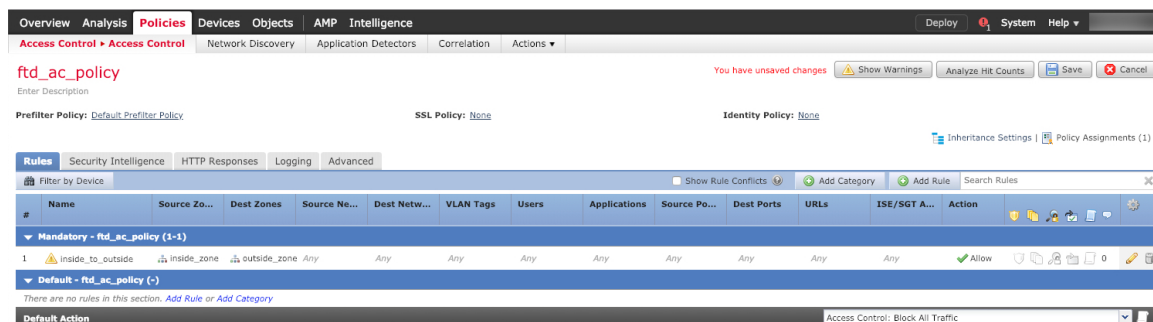 Overview Analysis Policies Devices Objects AMP Intelligence Deploy 1 System Help
Access Control ▸ Access Control Network Discovery Application Detectors Correlation Actions
ftd_ac_policy You have unsaved changes Show Warnings Analyze Hit Counts Save Cancel
Enter Description
Prefilter Policy: Default Prefilter Policy SSL Policy: None Identity Policy: None
Inheritance Settings | Policy Assignments (1)
Rules Security Intelligence HTTP Responses Logging Advanced
Filter by Device Show Rule Conflicts Add Category Add Rule Search Rules
# Name Source Zo... Dest Zones Source Ne... Dest Netw... VLAN Tags Users Applications Source Po... Dest Ports URLs ISE/SGT A... Action
Mandatory - ftd_ac_policy (1-1)
1 inside_to_outside inside_zone outside_zone Any Any Any Any Any Any Any Any Any Allow 0
Default - ftd_ac_policy (-)
There are no rules in this section. Add Rule or Add Category
Default Action Access Control: Block All Traffic